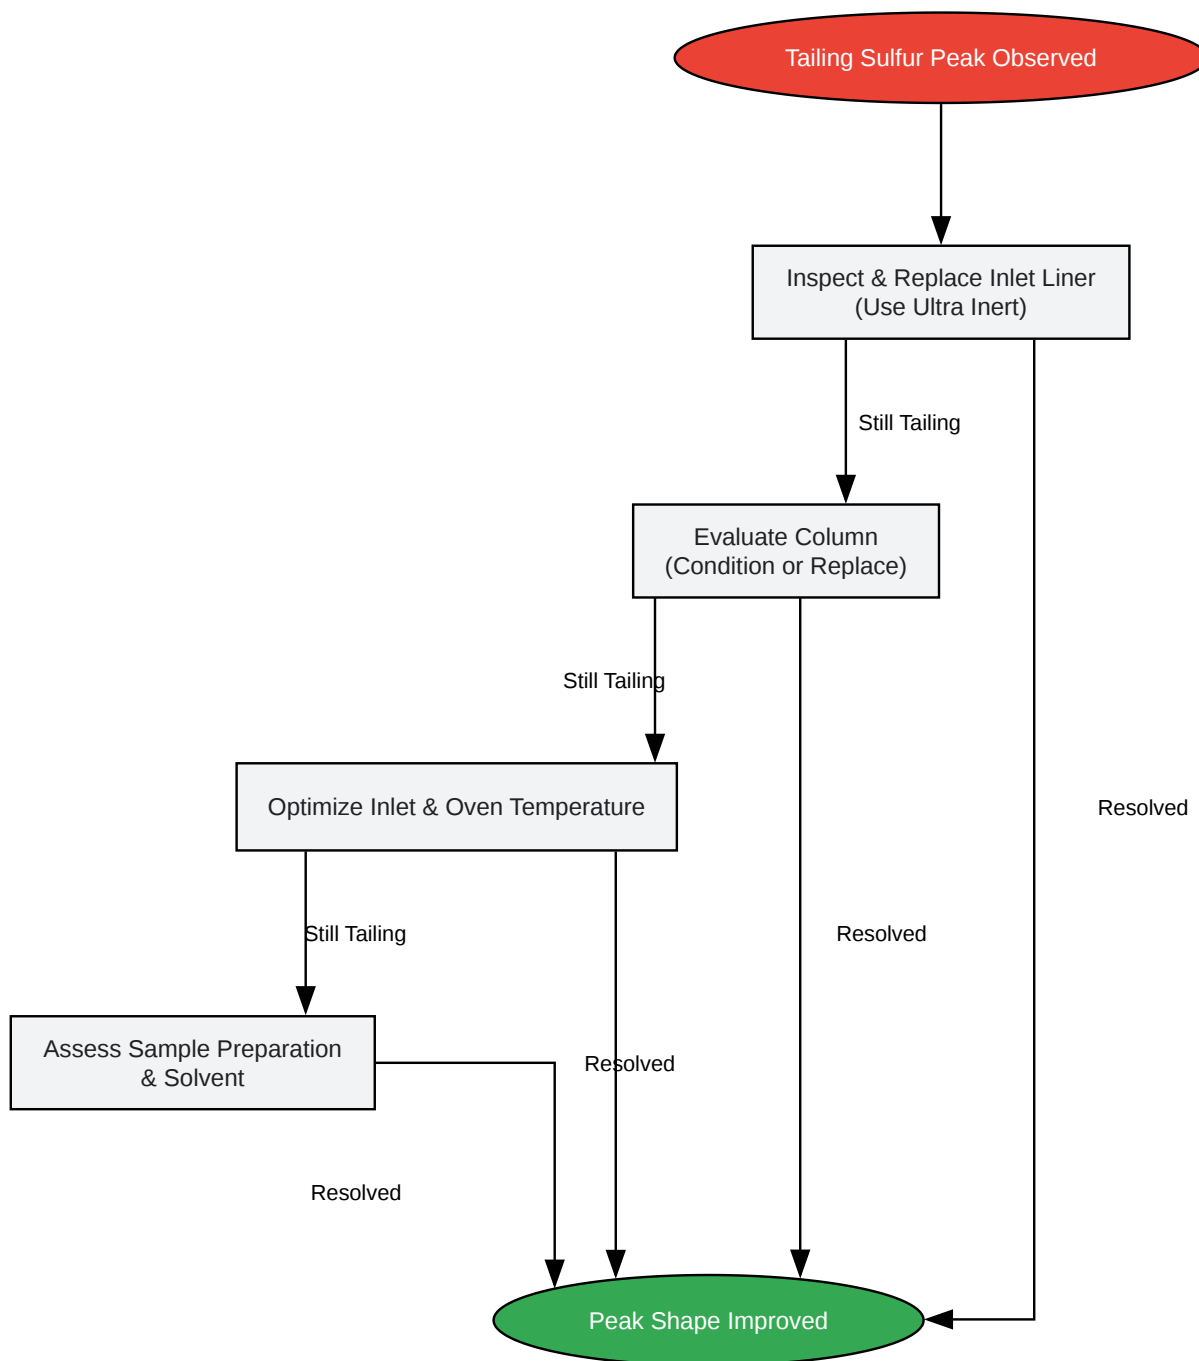 Tailing Sulfur Peak Observed
Inspect & Replace Inlet Liner
(Use Ultra Inert)
Still Tailing
Evaluate Column
(Condition or Replace)
Still Tailing
Optimize Inlet & Oven Temperature
Resolved
Still Tailing
Resolved
Assess Sample Preparation
& Solvent
Resolved
Resolved
Peak Shape Improved